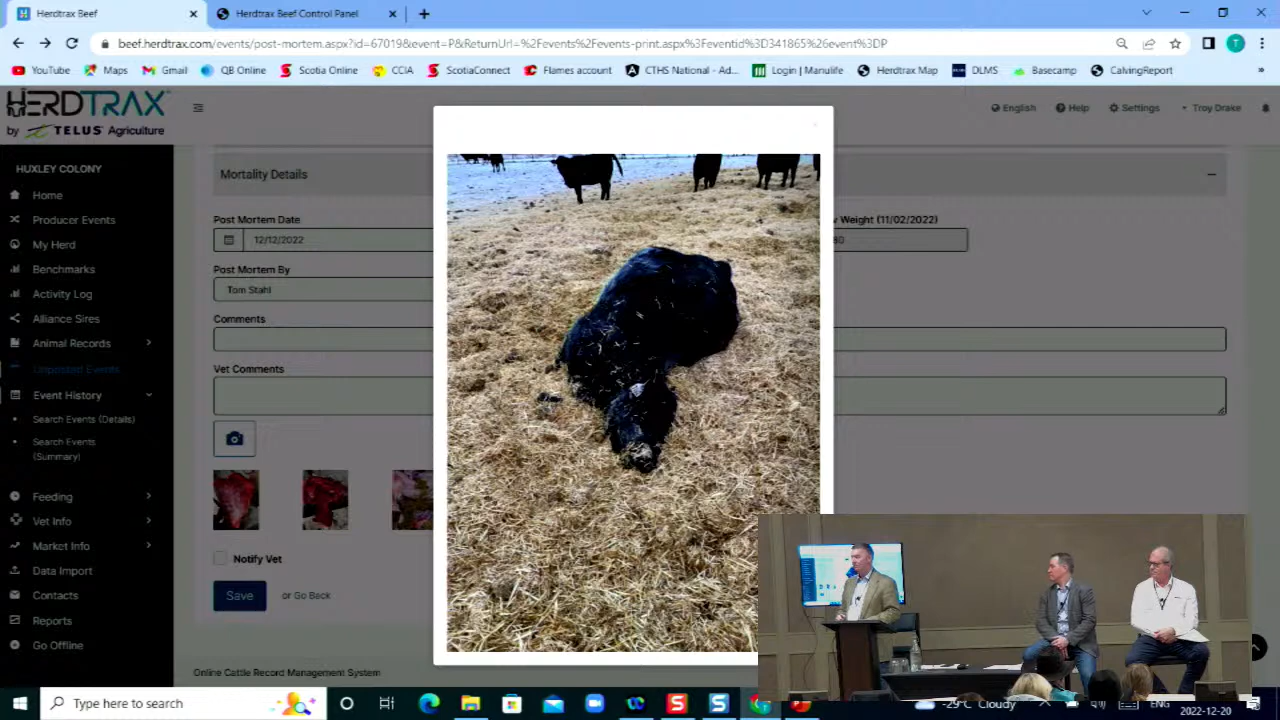 Herdtrax Beef
Herdtrax Beef Control Panel
beef.herdtrax.com/events/post-mortem.aspx?id=67019&event=P&ReturnUrl=%2Fevents%2Fevents-print.aspx%3Feventid%3D341865%26event%3DP
YouTube Maps Gmail QB Online Scotia Online CCIA ScotiaConnect Flames account CTHS National - Ad... Login | Manulife Herdtrax Map DLMS Basecamp CalvingReport »
HERDTRAX
by TELUS Agriculture
English Help Settings Troy Drake
HUXLEY COLONY
Home
Producer Events
My Herd
Benchmarks
Activity Log
Alliance Sires
Animal Records
Unposted Events
Event History
Search Events (Details)
Search Events
(Summary)
Feeding
Vet Info
Market Info
Data Import
Contacts
Reports
Go Offline
Mortality Details
Post Mortem Date
Weight (11/02/2022)
12/12/2022
Post Mortem By
Tom Stahl
Comments
Vet Comments
Notify Vet
Save or Go Back
Online Cattle Record Management System
Type here to search
-29°C Cloudy
ENG
2022-12-20